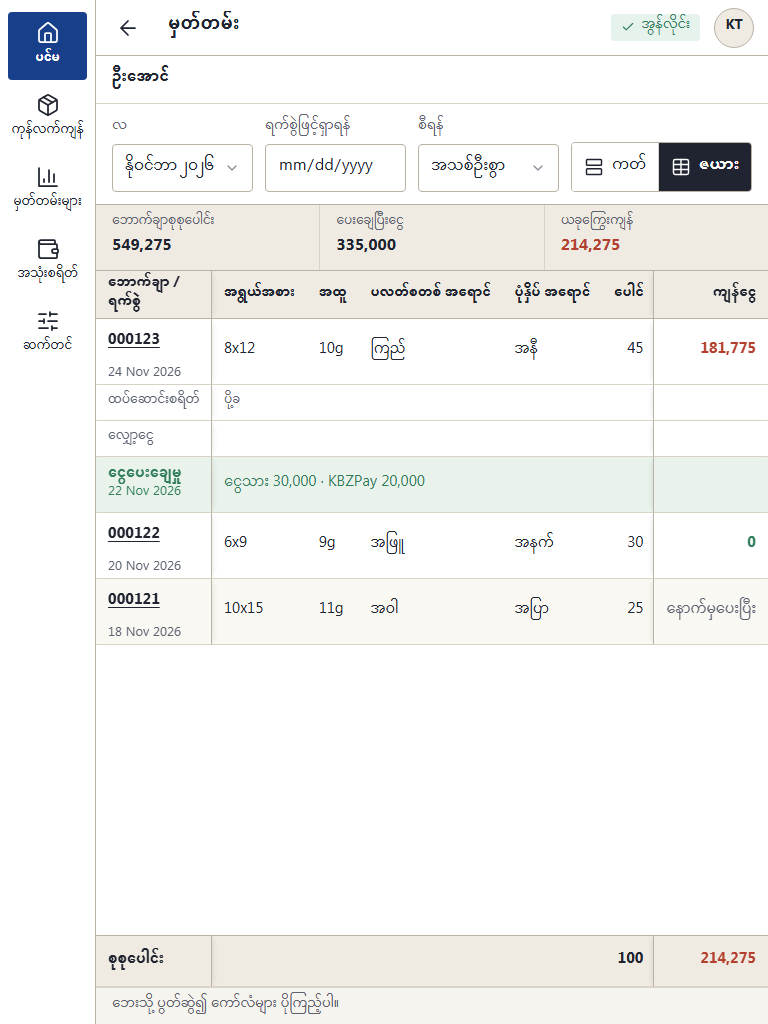 ပင်မ
ကုန်လက်ကျန်
မှတ်တမ်းများ
အသုံးစရိတ်
ဆက်တင်
မှတ်တမ်း
အွန်လိုင်း
KT
ဦးအောင်
လ ရက်စွဲဖြင့်ရှာရန် စီရန်
နိုဝင်ဘာ ၂၀၂၆ mm/dd/yyyy အသစ်ဦးစွာ ကတ် ဇယား
ဘောက်ချာစုစုပေါင်း ပေးချေပြီးငွေ ယခုကြွေးကျန်
549,275 335,000 214,275
ဘောက်ချာ /
ရက်စွဲ
အရွယ်အစား အထူ ပလတ်စတစ် အရောင် ပုံနှိပ် အရောင် ပေါင် ကျန်ငွေ
000123
24 Nov 2026
8x12 10g ကြည် အနီ 45 181,775
ထပ်ဆောင်းစရိတ် ပို့ခ
လျှော့ငွေ
ငွေပေးချေမှု
22 Nov 2026
ငွေသား 30,000 · KBZPay 20,000
000122
20 Nov 2026
6x9 9g အဖြူ အနက် 30 0
000121
18 Nov 2026
10x15 11g အဝါ အပြာ 25 နောက်မှပေးပြီး
စုစုပေါင်း 100 214,275
ဘေးသို့ ပွတ်ဆွဲ၍ ကော်လံများ ပိုကြည့်ပါ။